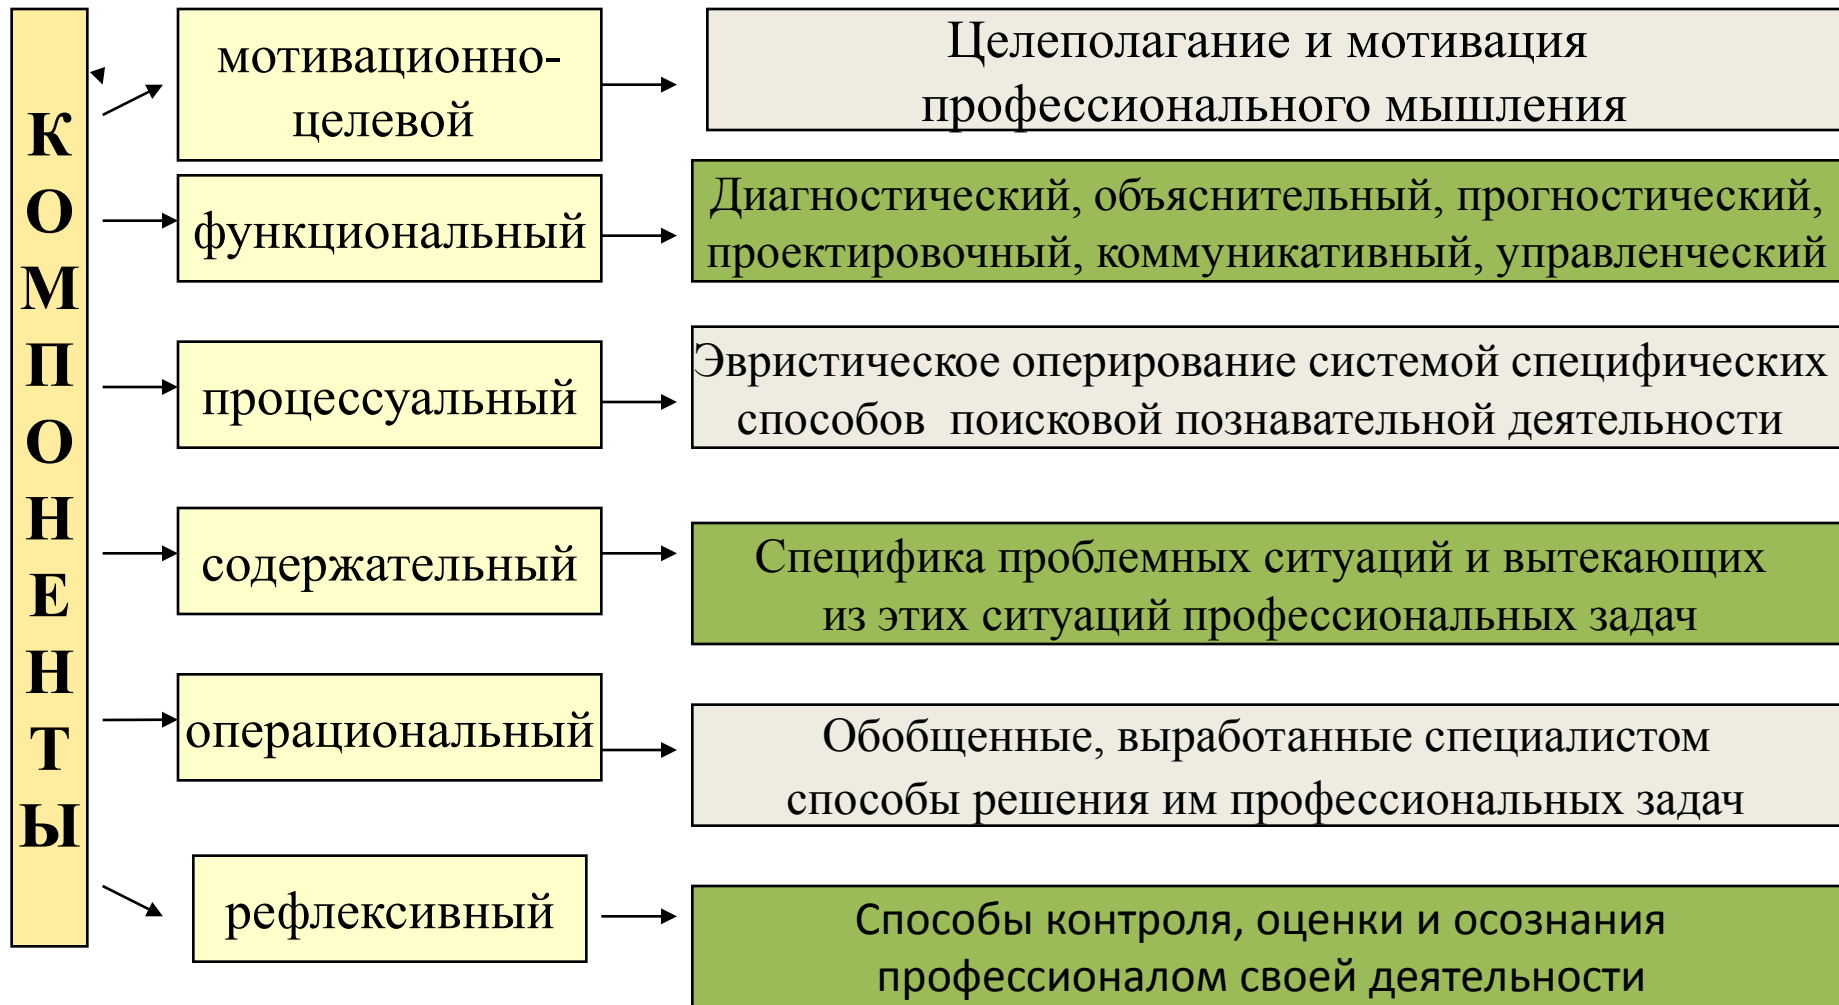 КОМПОНЕНТЫ
мотивационно-
целевой
Целеполагание и мотивация
профессионального мышления
функциональный
Диагностический, объяснительный, прогностический,
проектировочный, коммуникативный, управленческий
процессуальный
Эвристическое оперирование системой специфических
способов поисковой познавательной деятельности
содержательный
Специфика проблемных ситуаций и вытекающих
из этих ситуаций профессиональных задач
операциональный
Обобщенные, выработанные специалистом
способы решения им профессиональных задач
рефлексивный
Способы контроля, оценки и осознания
профессионалом своей деятельности